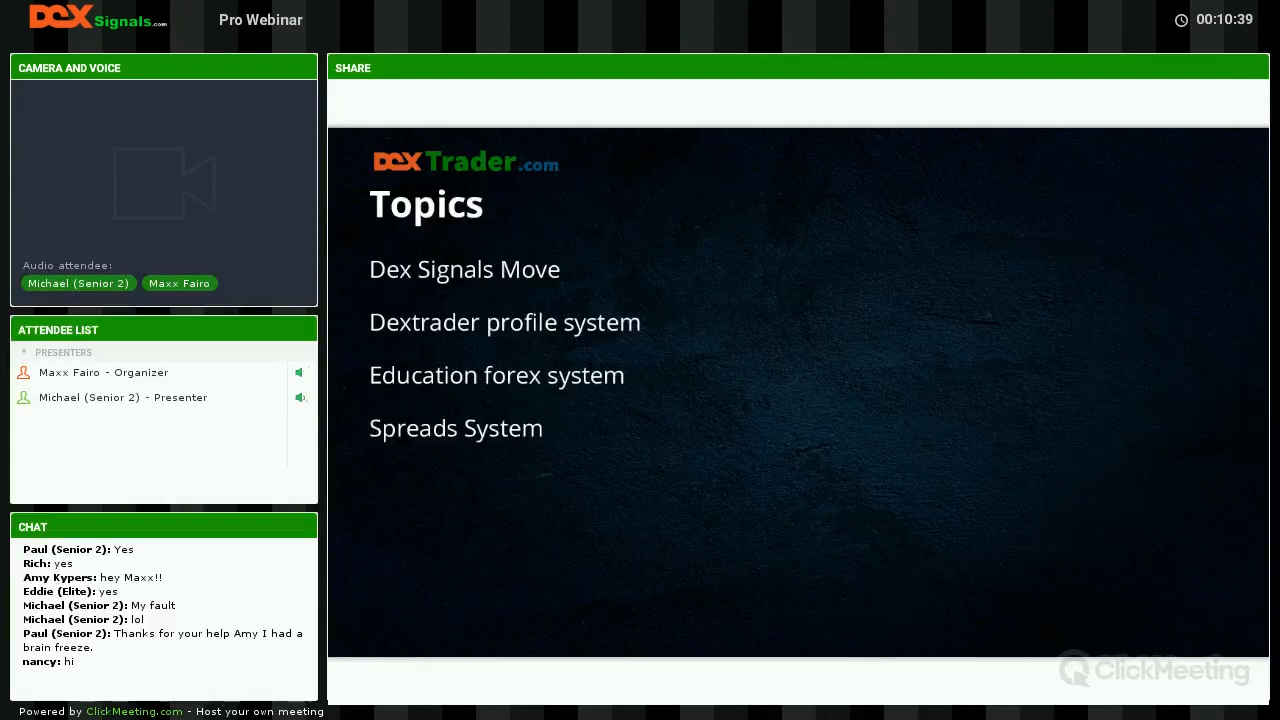 DEX Signals.com
Pro Webinar
00:10:39
CAMERA AND VOICE
Audio attendee:
Michael (Senior 2)
Maxx Fairo
ATTENDEE LIST
PRESENTERS
Maxx Fairo - Organizer
Michael (Senior 2) - Presenter
CHAT
Paul (Senior 2): Yes
Rich: yes
Amy Kypers: hey Maxx!!
Eddie (Elite): yes
Michael (Senior 2): My fault
Michael (Senior 2): lol
Paul (Senior 2): Thanks for your help Amy I had a
brain freeze.
nancy: hi
Powered by ClickMeeting.com - Host your own meeting
SHARE
DEX Trader.com
Topics
Dex Signals Move
Dextrader profile system
Education forex system
Spreads System
ClickMeeting